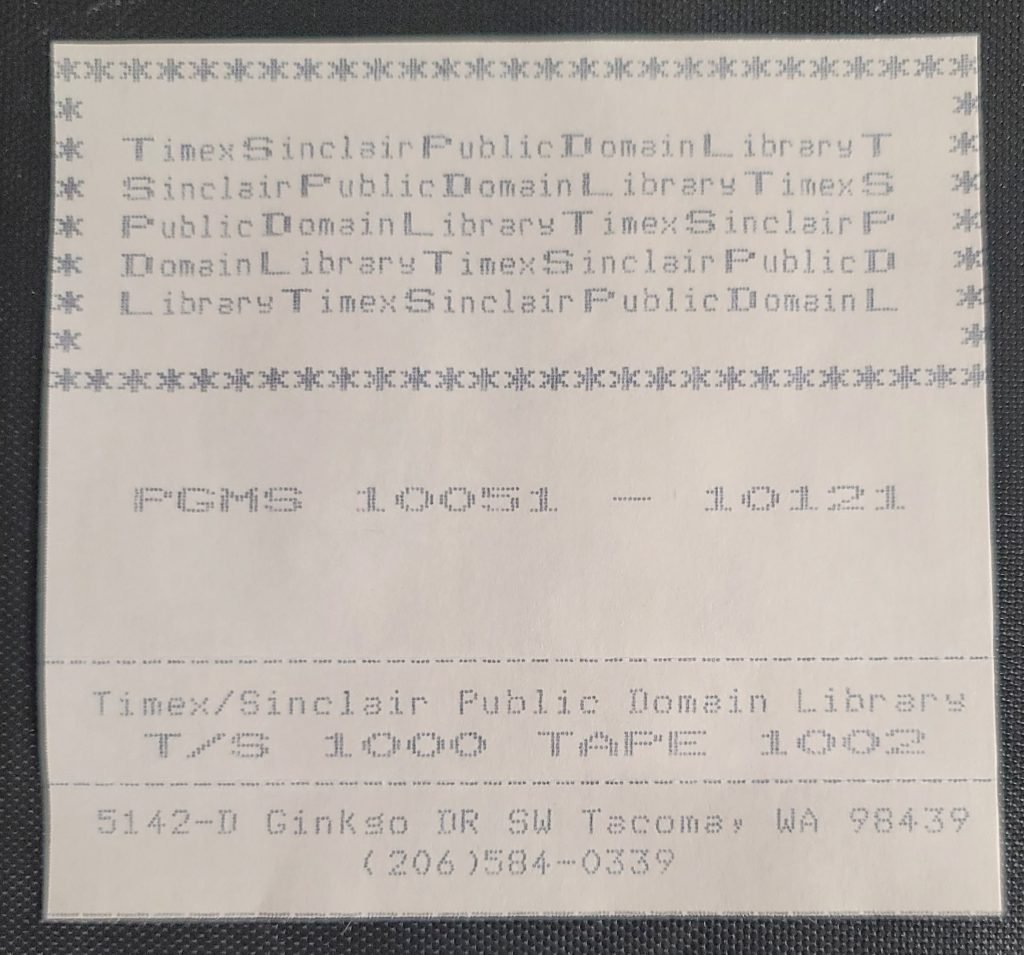 *****************************
* *
* TimexSinclairPublicDomainLibraryT *
* SinclairPublicDomainLibraryTimexS *
* PublicDomainLibraryTimexSinclairP *
* DomainLibraryTimexSinclairPublicD *
* LibraryTimexSinclairPublicDomainL *
* *
*****************************
PGMS 10051 - 10121
Timex/Sinclair Public Domain Library
T/S 1000 TAPE 1002
5142-D Ginkgo DR SW Tacoma, WA 98439
(206)584-0339